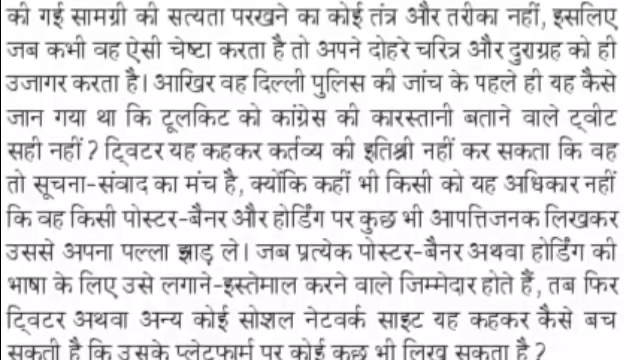 की गई सामग्री की सत्यता परखने का कोई तंत्र और तरीका नहीं, इसलिए
जब कभी वह ऐसी चेष्टा करता है तो अपने दोहरे चरित्र और दुराग्रह को ही
उजागर करता है। आखिर वह दिल्ली पुलिस की जांच के पहले ही यह कैसे
जान गया था कि टूलकिट को कांग्रेस की कारस्तानी बताने वाले ट्वीट
सही नहीं ? ट्विटर यह कहकर कर्तव्य की इतिश्री नहीं कर सकता कि वह
तो सूचना-संवाद का मंच है, क्योंकि कहीं भी किसी को यह अधिकार नहीं
कि वह किसी पोस्टर-बैनर और होर्डिंग पर कुछ भी आपत्तिजनक लिखकर
उससे अपना पल्ला झाड़ ले। जब प्रत्येक पोस्टर-बैनर अथवा होर्डिंग की
भाषा के लिए उसे लगाने-इस्तेमाल करने वाले जिम्मेदार होते हैं, तब फिर
ट्विटर अथवा अन्य कोई सोशल नेटवर्क साइट यह कहकर कैसे बच
सकती है कि उसके प्लेटफार्म पर कोई कुछ भी लिख सकता है ?